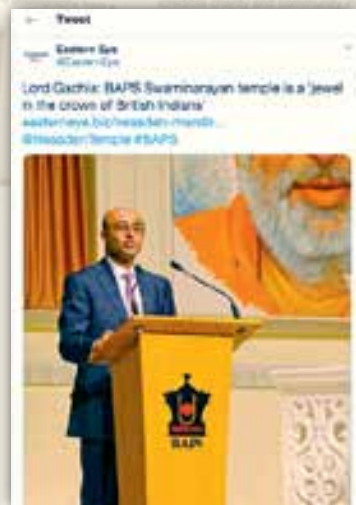 Tweet
Eastern Eye
@EasternEye
Lord Gadhia: BAPS Swaminarayan temple is a 'jewel
in the crown of British Indians'
easterneye.biz/neasden-mandir...
@NeasdenTemple #BAPS
BAPS